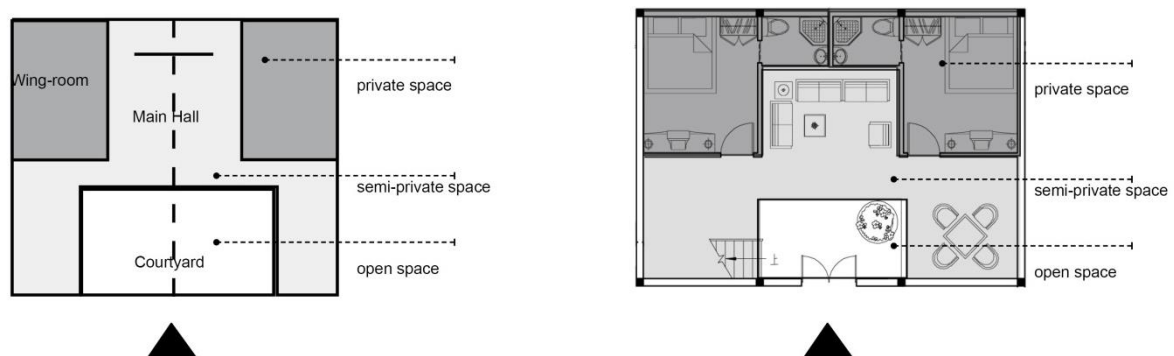 Wing-room
private space
Main Hall
semi-private space
Courtyard
open space
private space
semi-private space
上
open space